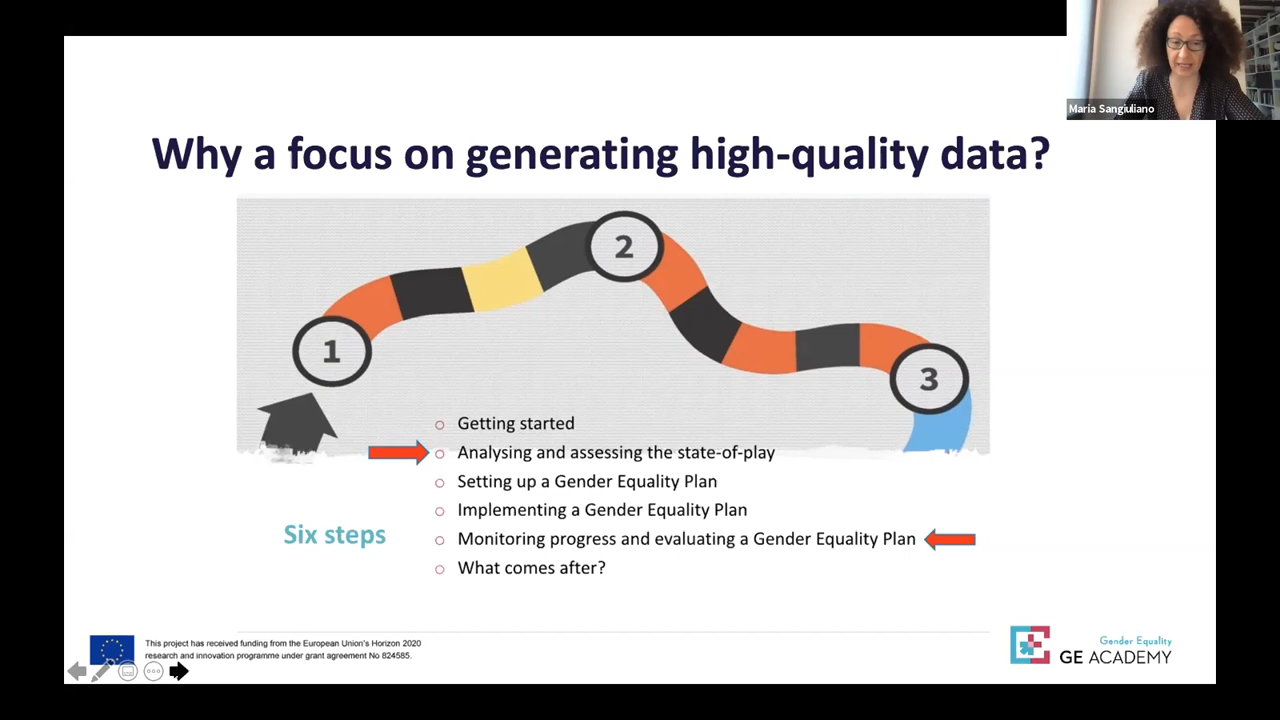 Maria Sangiuliano
Why a focus on generating high-quality data?
1
2
3
Getting started
Analysing and assessing the state-of-play
Setting up a Gender Equality Plan
Implementing a Gender Equality Plan
Monitoring progress and evaluating a Gender Equality Plan
What comes after?
Six steps
This project has received funding from the European Union's Horizon 2020
research and innovation programme under grant agreement No 824585.
Gender Equality
GE ACADEMY